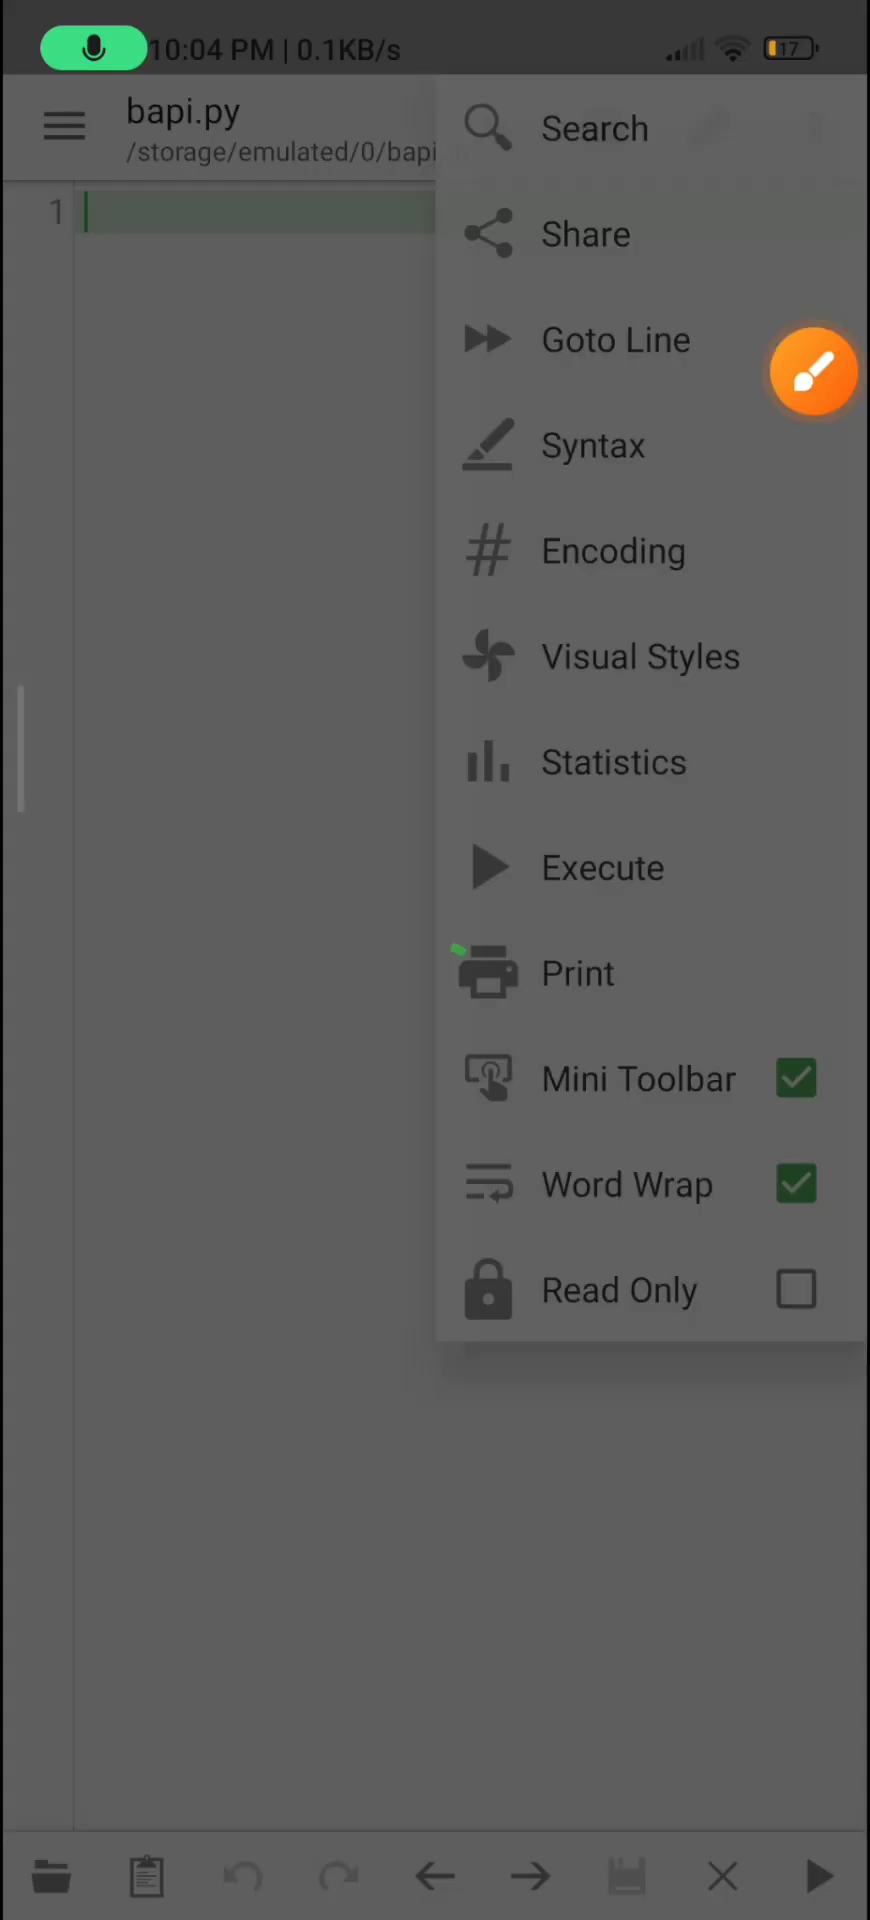 10:04 PM | 0.1KB/s
17
bapi.py
/storage/emulated/0/bapi
1
Search
Share
Goto Line
Syntax
Encoding
Visual Styles
Statistics
Execute
Print
Mini Toolbar
Word Wrap
Read Only